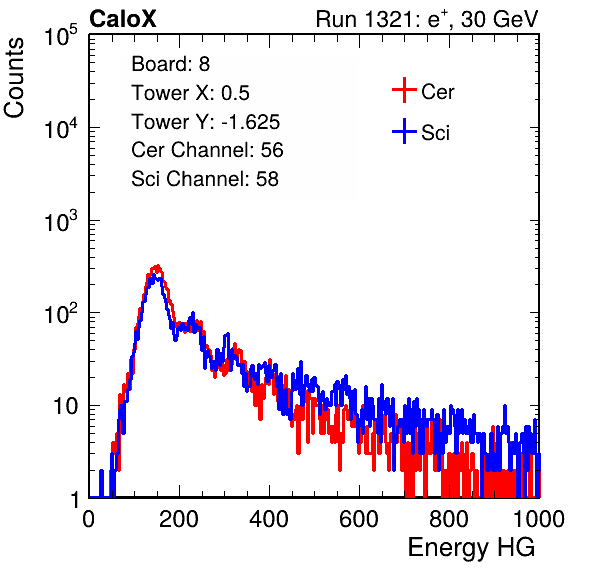 CaloX Run 1321: e⁺, 30 GeV
Counts
10⁵
10⁴
10³
10²
10
1
Board: 8
Tower X: 0.5
Tower Y: -1.625
Cer Channel: 56
Sci Channel: 58
Cer
Sci
0 200 400 600 800 1000
Energy HG